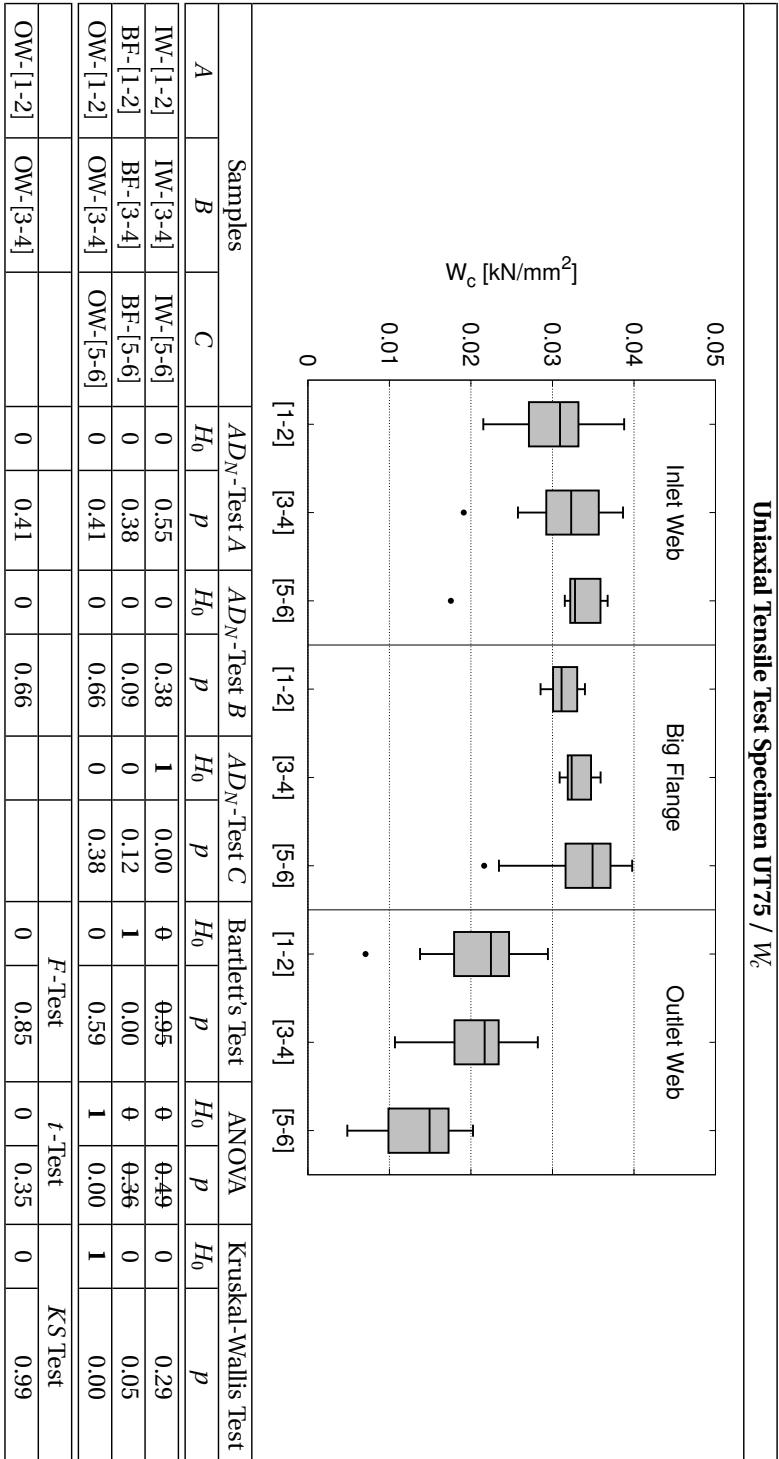 Uniaxial Tensile Test Specimen UT75 / W_c
W_c [kN/mm^2]
0.05
0.04
0.03
0.02
0.01
0
Inlet Web Big Flange Outlet Web
[1-2] [3-4] [5-6] [1-2] [3-4] [5-6] [1-2] [3-4] [5-6]
Samples AD_N-Test A AD_N-Test B AD_N-Test C Bartlett's Test ANOVA Kruskal-Wallis Test
A B C H_0 p H_0 p H_0 p H_0 p H_0 p H_0 p
IW-[1-2] IW-[3-4] IW-[5-6] 0 0.55 0 0.38 1 0.00 0 0.95 0 0.49 0 0.29
BF-[1-2] BF-[3-4] BF-[5-6] 0 0.38 0 0.09 0 0.12 1 0.00 0 0.36 0 0.05
OW-[1-2] OW-[3-4] OW-[5-6] 0 0.41 0 0.66 0 0.38 0 0.59 1 0.00 1 0.00
F-Test t-Test KS Test
OW-[1-2] OW-[3-4] 0 0.41 0 0.66 0 0.85 0 0.35 0 0.99